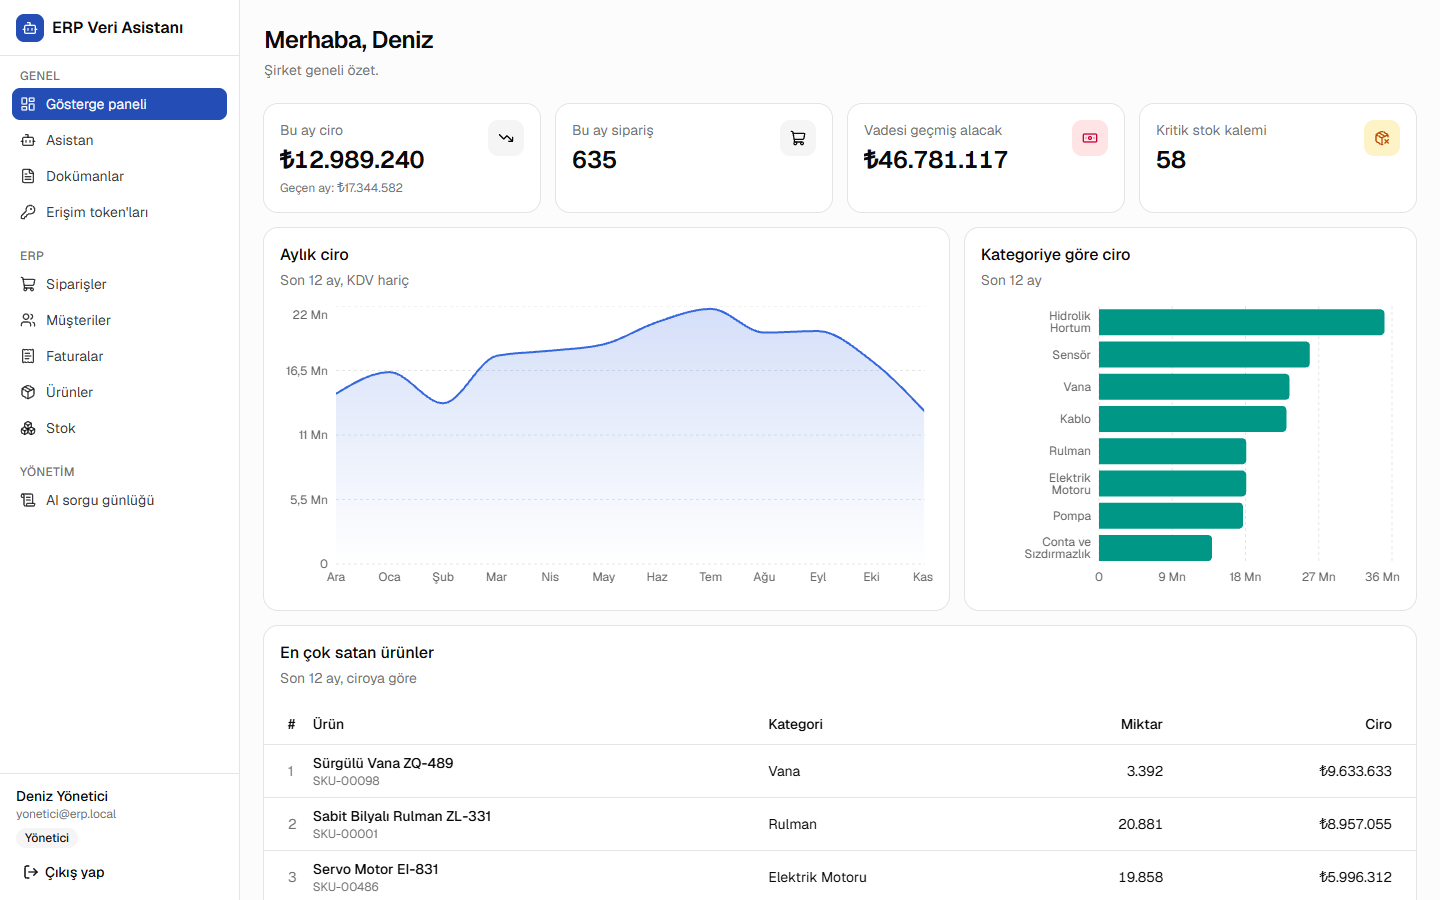 ERP Veri Asistanı
GENEL
Gösterge paneli
Asistan
Dokümanlar
Erişim token'ları
ERP
Siparişler
Müşteriler
Faturalar
Ürünler
Stok
YÖNETİM
AI sorgu günlüğü
Deniz Yönetici
yonetici@erp.local
Yönetici
Çıkış yap
Merhaba, Deniz
Şirket geneli özet.
Bu ay ciro
₺12.989.240
Geçen ay: ₺17.344.582
Bu ay sipariş
635
Vadesi geçmiş alacak
₺46.781.117
Kritik stok kalemi
58
Aylık ciro
Son 12 ay, KDV hariç
22 Mn
16,5 Mn
11 Mn
5,5 Mn
0
Ara Oca Şub Mar Nis May Haz Tem Ağu Eyl Eki Kas
Kategoriye göre ciro
Son 12 ay
Hidrolik
Hortum
Sensör
Vana
Kablo
Rulman
Elektrik
Motoru
Pompa
Conta ve
Sızdırmazlık
0 9 Mn 18 Mn 27 Mn 36 Mn
En çok satan ürünler
Son 12 ay, ciroya göre
# Ürün Kategori Miktar Ciro
1 Sürgülü Vana ZQ-489 Vana 3.392 ₺9.633.633
SKU-00098
2 Sabit Bilyalı Rulman ZL-331 Rulman 20.881 ₺8.957.055
SKU-00001
3 Servo Motor EI-831 Elektrik Motoru 19.858 ₺5.996.312
SKU-00486